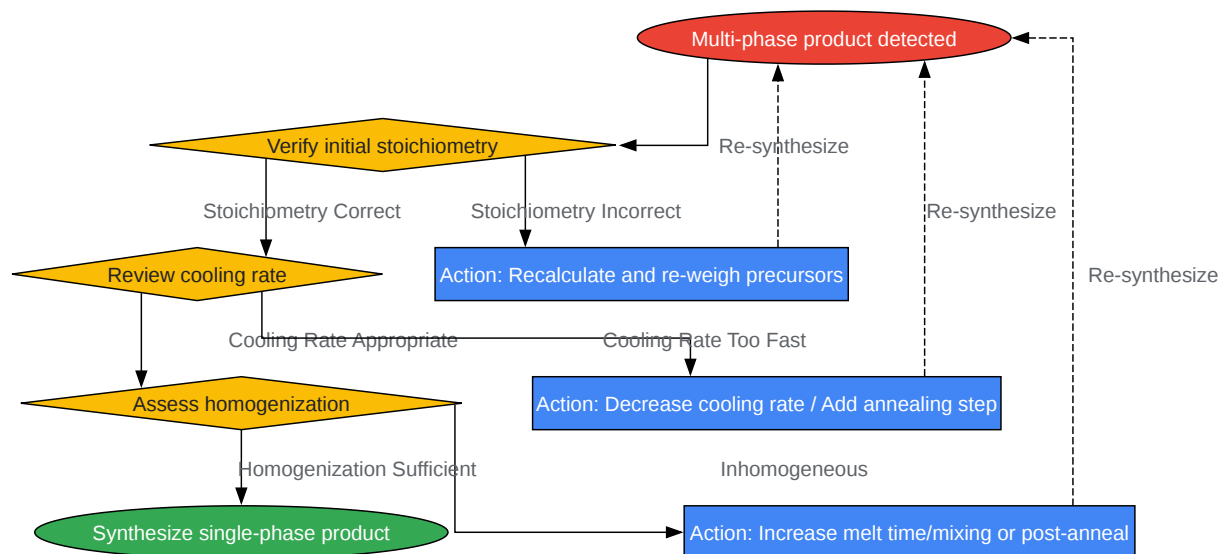 Multi-phase product detected
Verify initial stoichiometry
Re-synthesize
Stoichiometry Correct
Stoichiometry Incorrect
Re-synthesize
Review cooling rate
Action: Recalculate and re-weigh precursors
Re-synthesize
Cooling Rate Appropriate
Cooling Rate Too Fast
Assess homogenization
Action: Decrease cooling rate / Add annealing step
Homogenization Sufficient
Inhomogeneous
Synthesize single-phase product
Action: Increase melt time/mixing or post-anneal